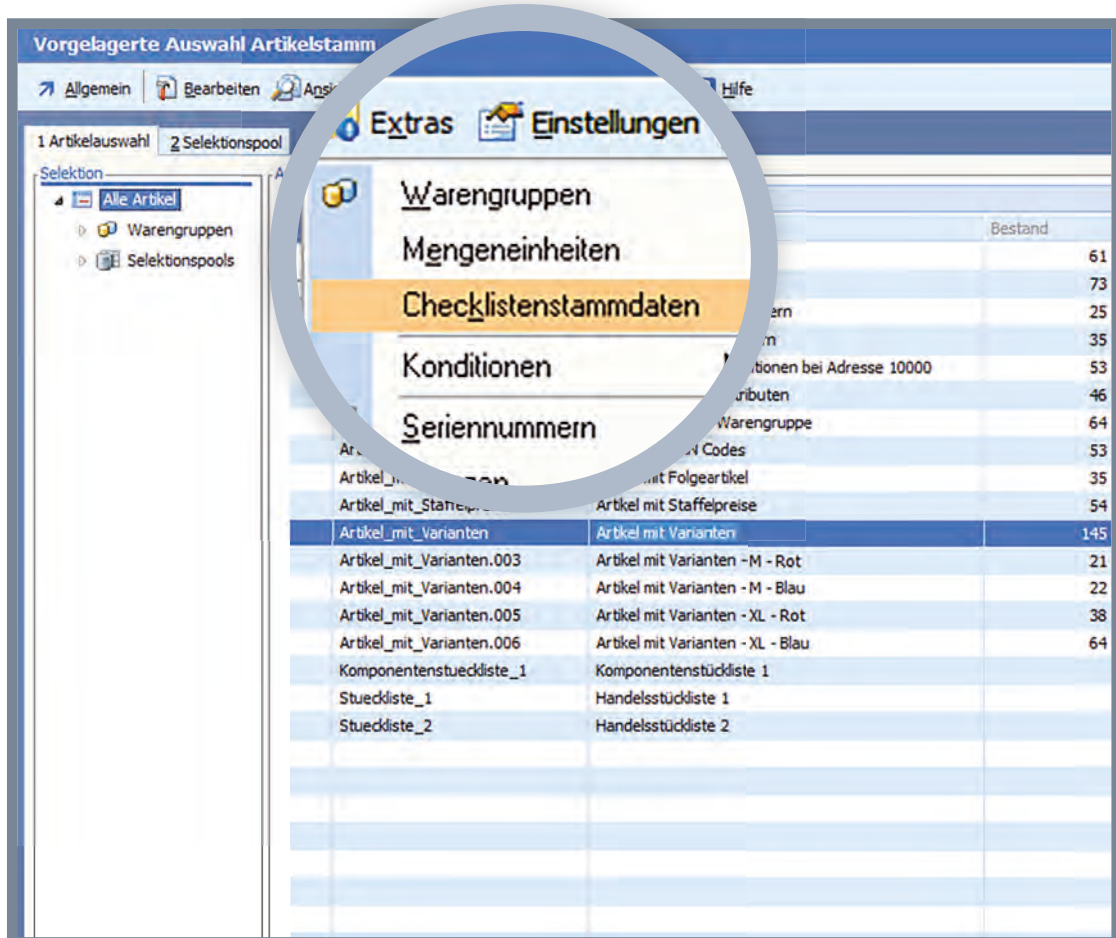 Vorgelagerte Auswahl Artikelstamm
Allgemein Bearbeiten Hilfe
Extras Einstellungen
1 Artikelauswahl 2 Selektionspool
Selektion
Warengruppen
Alle Artikel
Warengruppen Bestand
Mengeneinheiten 61
Selektionspools
73
Checklistenstammdaten 25
35
Konditionen bei Adresse 10000 53
46
Seriennummern Warengruppe 64
Codes 53
Folgeartikel 35
Artikel mit Staffelpreise 54
Artikel_mit_Varianten Artikel mit Varianten 145
Artikel_mit_Varianten.003 Artikel mit Varianten - M - Rot 21
Artikel_mit_Varianten.004 Artikel mit Varianten - M - Blau 22
Artikel_mit_Varianten.005 Artikel mit Varianten - XL - Rot 38
Artikel_mit_Varianten.006 Artikel mit Varianten - XL - Blau 64
Komponentenstueckliste_1 Komponentenstückliste 1
Stueckliste_1 Handelsstückliste 1
Stueckliste_2 Handelsstückliste 2